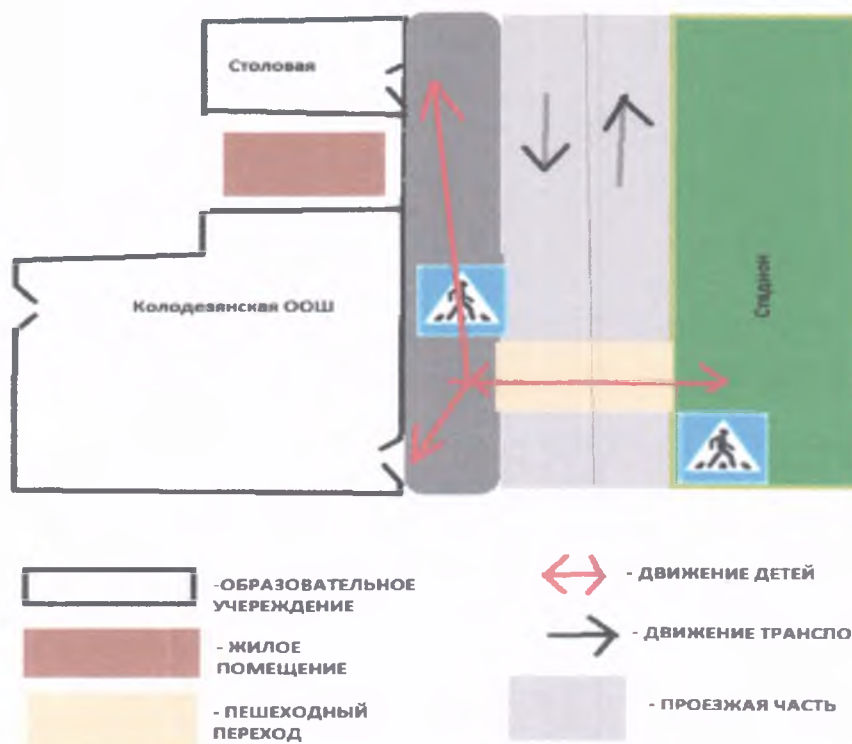 Столовая
Колодезянская ООШ
Стадион
-ОБРАЗОВАТЕЛЬНОЕ
УЧЕРЕЖДЕНИЕ
- ЖИЛОЕ
ПОМЕЩЕНИЕ
- ПЕШЕХОДНЫЙ
ПЕРЕХОД
- ДВИЖЕНИЕ ДЕТЕЙ
- ДВИЖЕНИЕ ТРАНСПО
- ПРОЕЗЖАЯ ЧАСТЬ